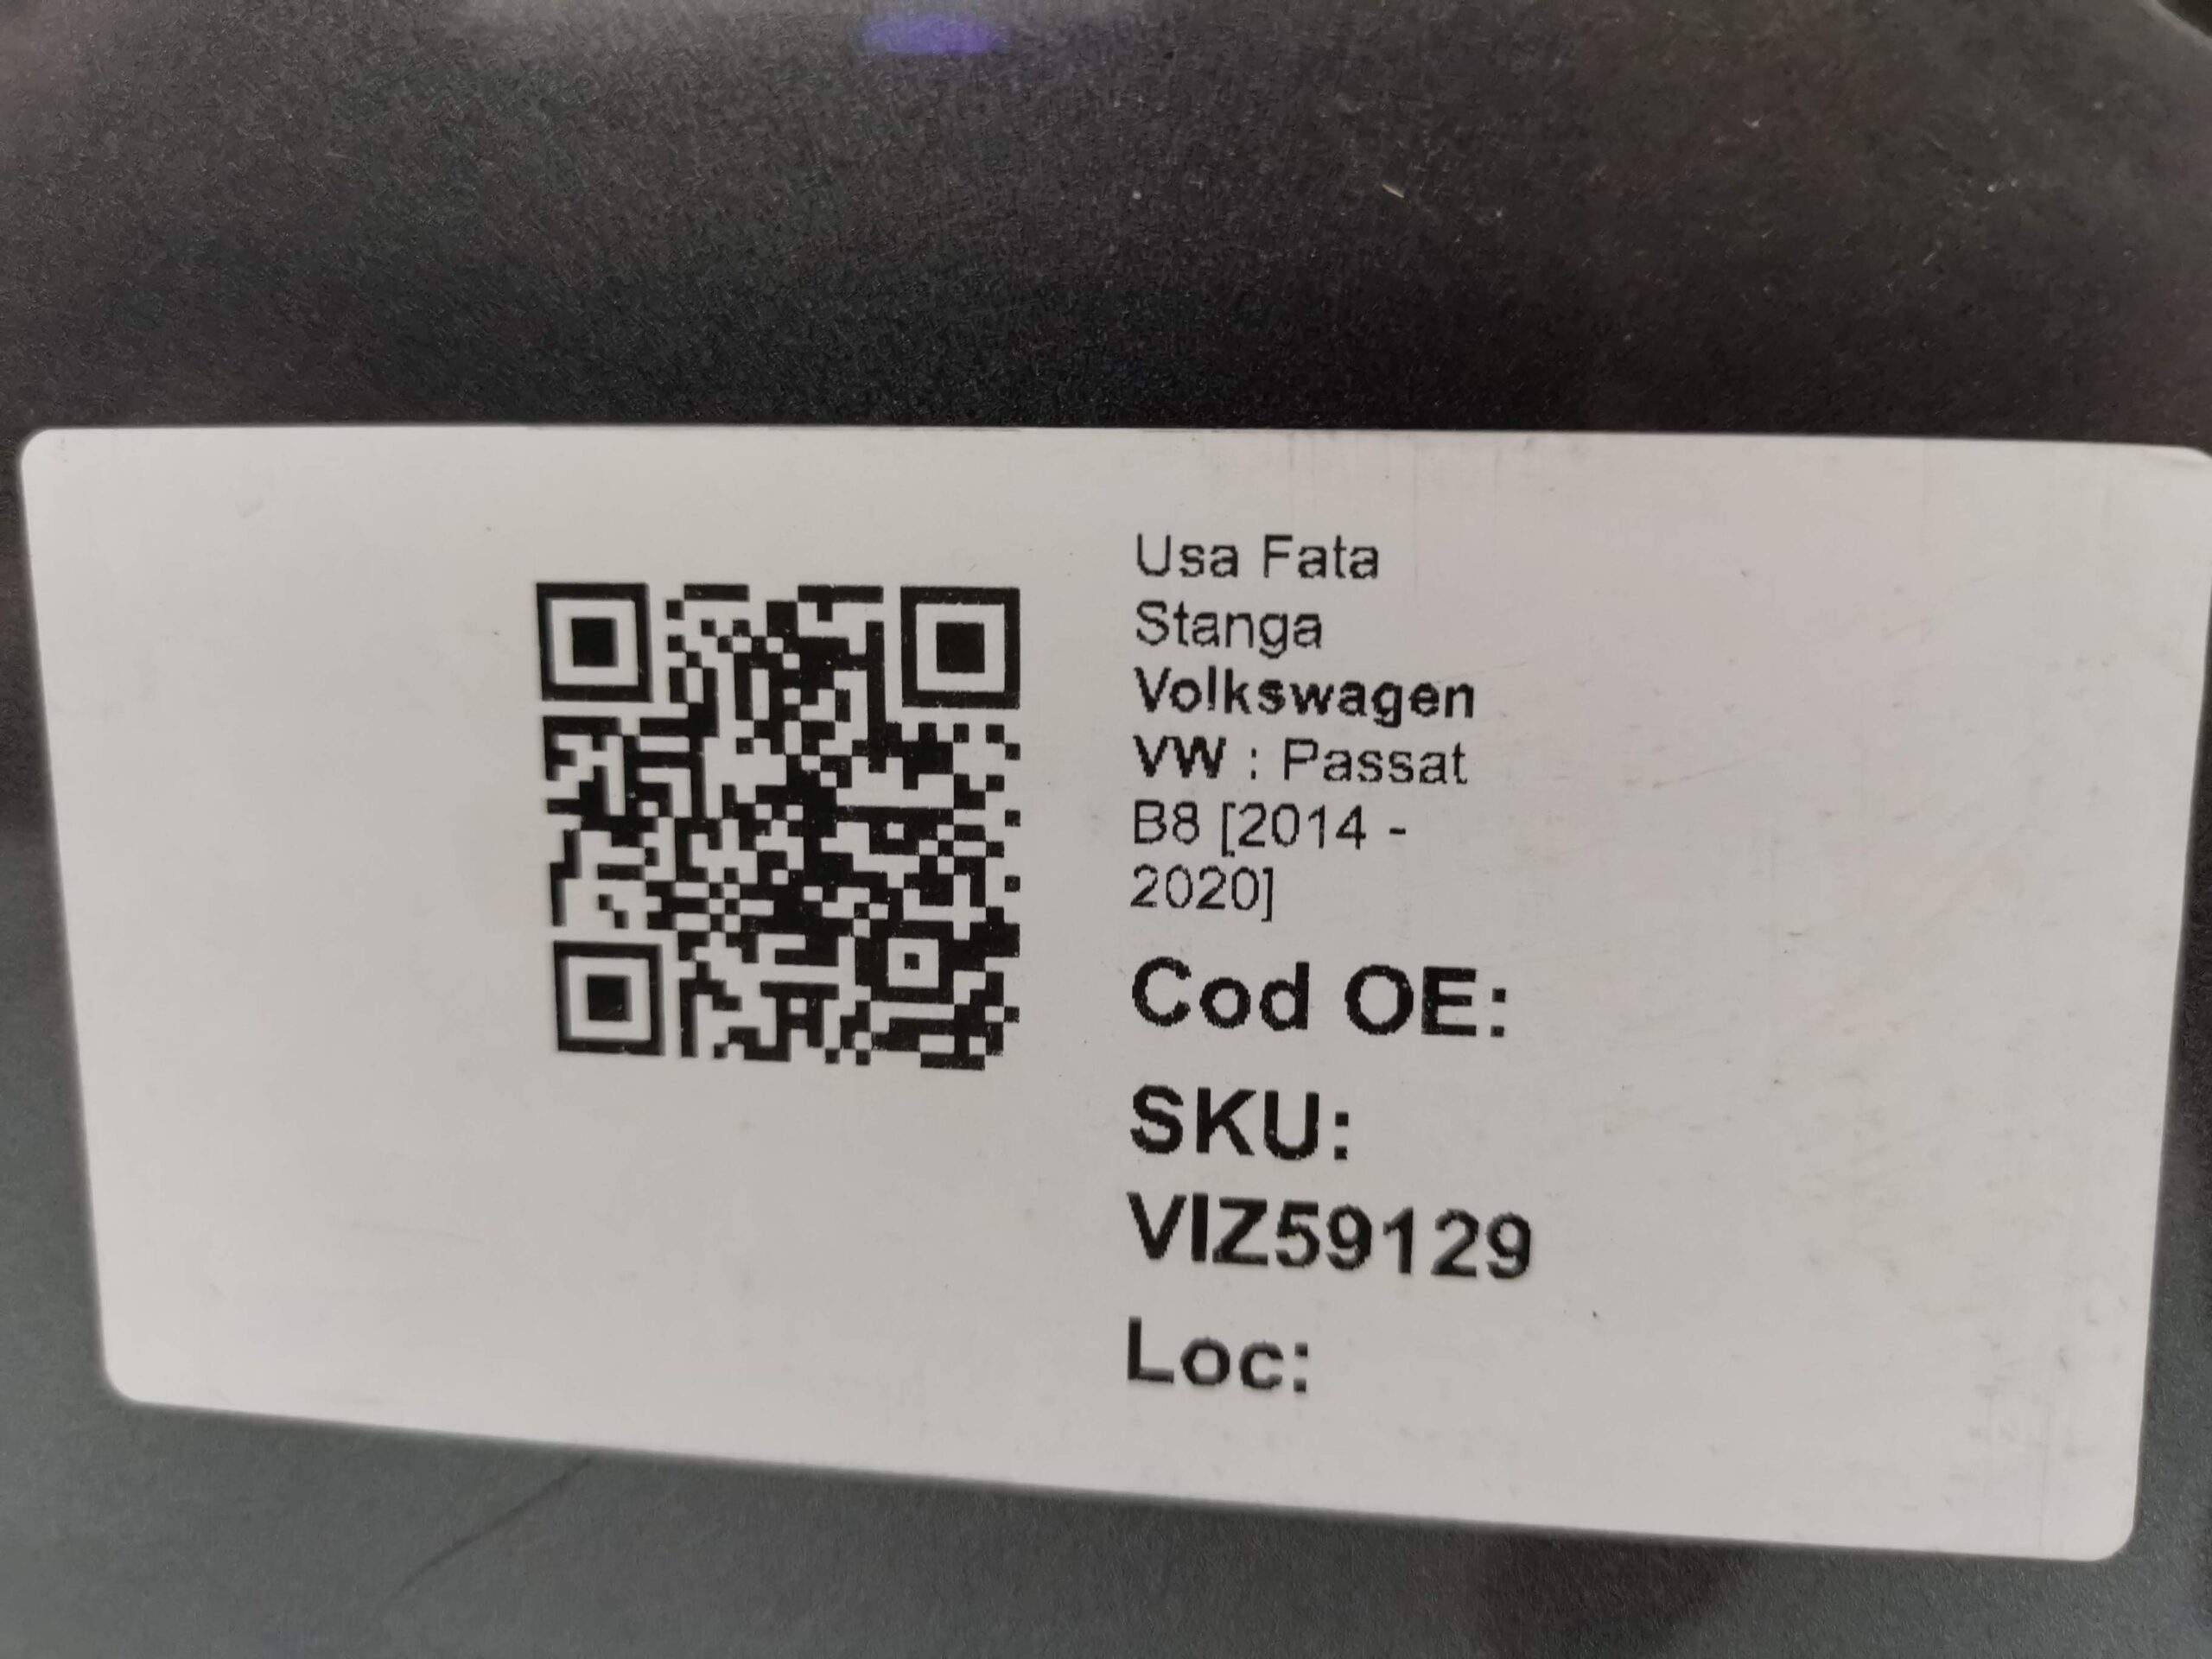 Usa Fata
Stanga
Volkswagen
VW : Passat
B8 [2014 -
2020]
Cod OE:
SKU:
VIZ59129
Loc: